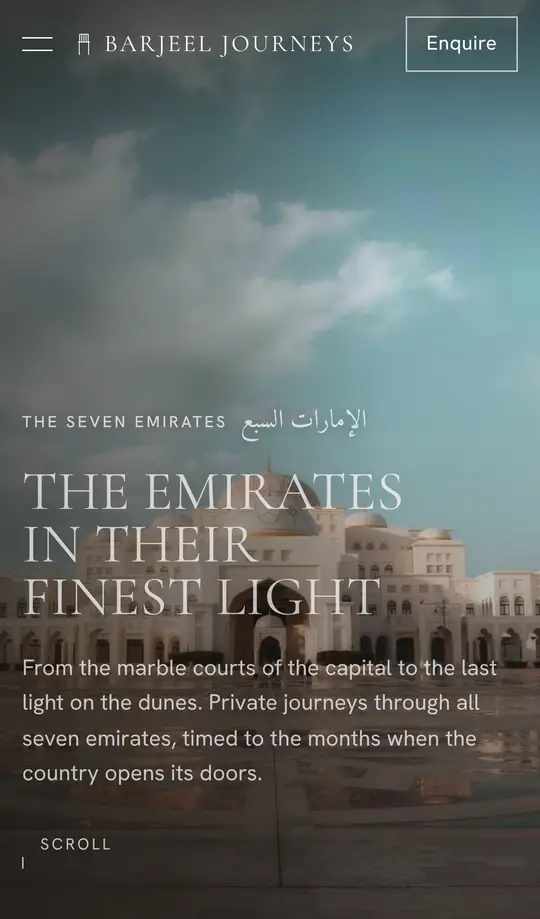 BARJEEL JOURNEYS
Enquire
THE SEVEN EMIRATES الإمارات السبع
THE EMIRATES
IN THEIR
FINEST LIGHT
From the marble courts of the capital to the last
light on the dunes. Private journeys through all
seven emirates, timed to the months when the
country opens its doors.
SCROLL